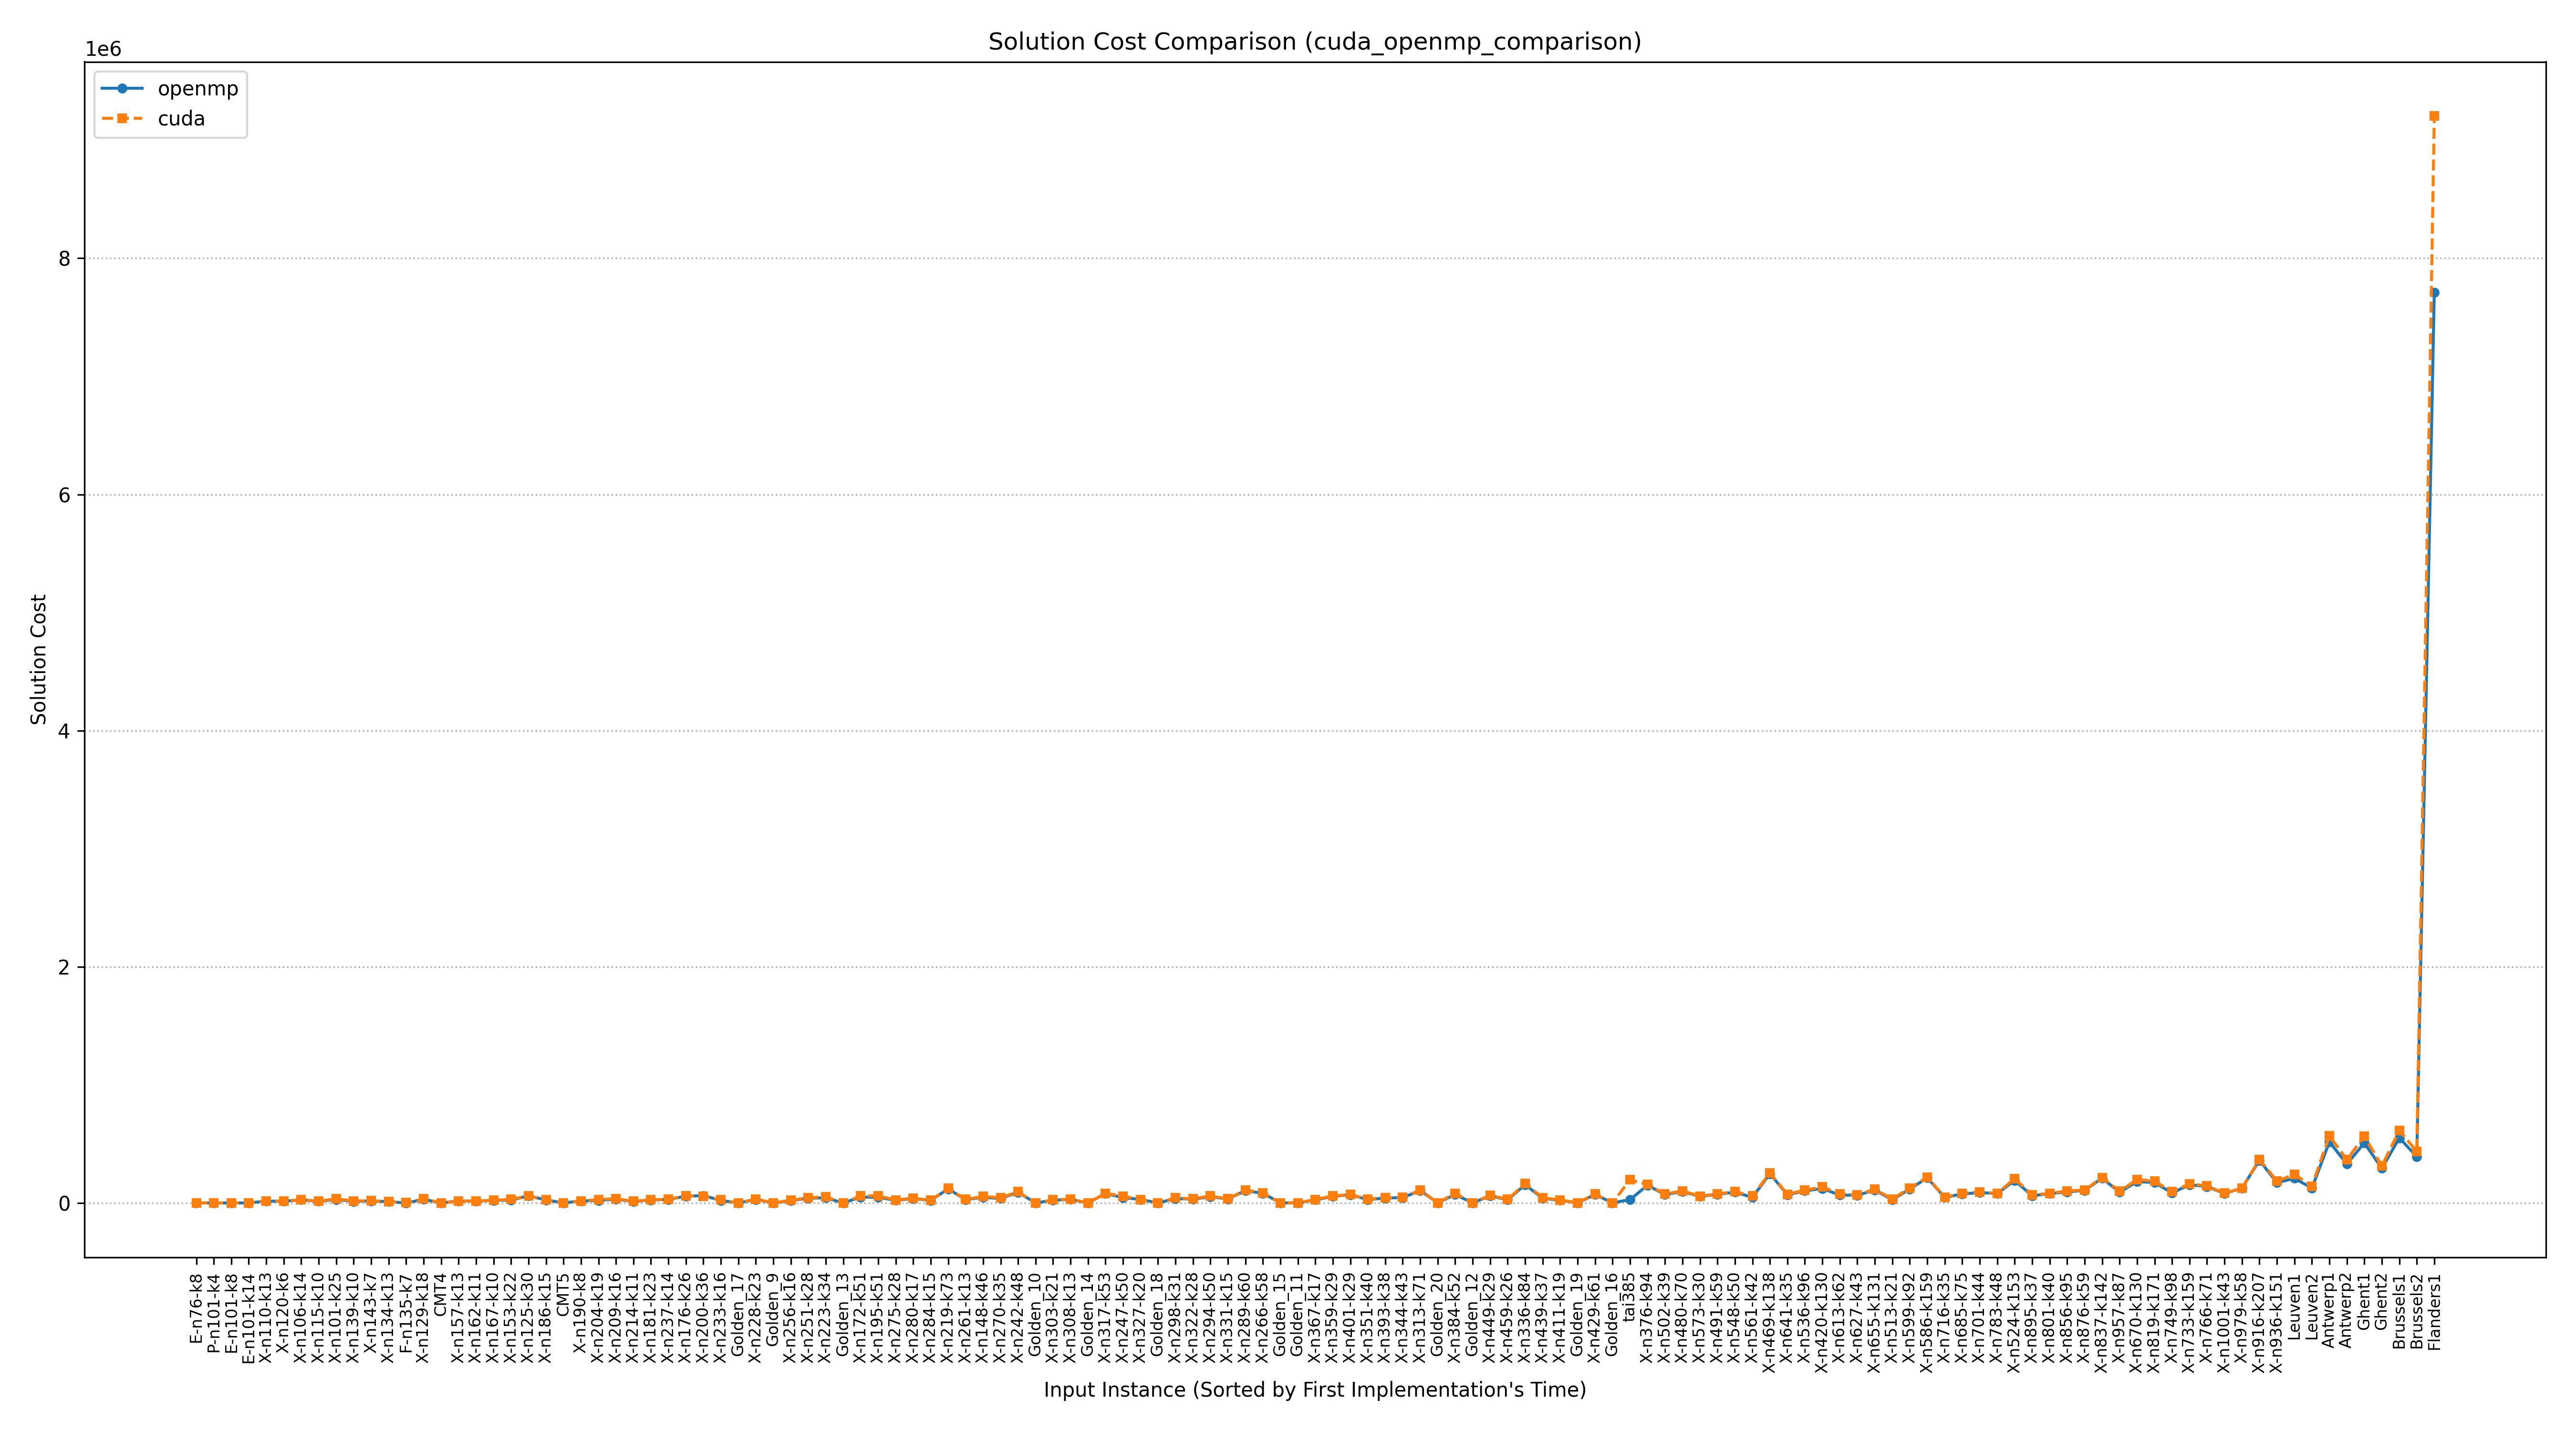 Solution Cost Comparison (cuda_openmp_comparison)
1e6
openmp
cuda
8
6
4
2
0
Solution Cost
E-n76-k8
P-n101-k4
E-n101-k8
E-n101-k14
X-n110-k13
X-n120-k6
X-n106-k14
X-n115-k10
X-n101-k25
X-n139-k10
X-n143-k7
X-n134-k13
F-n135-k7
X-n129-k18
CMT4
X-n157-k13
X-n162-k11
X-n167-k10
X-n153-k22
X-n125-k30
X-n186-k15
CMT5
X-n190-k8
X-n204-k19
X-n209-k16
X-n214-k11
X-n181-k23
X-n237-k14
X-n176-k26
X-n200-k36
X-n233-k16
Golden_17
X-n228-k23
Golden_9
X-n256-k16
X-n251-k28
X-n223-k34
Golden_13
X-n172-k51
X-n195-k51
X-n275-k28
X-n280-k17
X-n284-k15
X-n219-k73
X-n261-k13
X-n148-k46
X-n270-k35
X-n242-k48
Golden_10
X-n303-k21
X-n308-k13
Golden_14
X-n317-k53
X-n247-k50
X-n327-k20
Golden_18
X-n298-k31
X-n322-k28
X-n294-k50
X-n331-k15
X-n289-k60
X-n266-k58
Golden_15
Golden_11
X-n367-k17
X-n359-k29
X-n401-k29
X-n351-k40
X-n393-k38
X-n344-k43
X-n313-k71
Golden_20
X-n384-k52
Golden_12
X-n449-k29
X-n459-k26
X-n336-k84
X-n439-k37
X-n411-k19
Golden_19
X-n429-k61
Golden_16
tai385
X-n376-k94
X-n502-k39
X-n480-k70
X-n573-k30
X-n491-k59
X-n548-k50
X-n561-k42
X-n469-k138
X-n641-k35
X-n536-k96
X-n420-k130
X-n613-k62
X-n627-k43
X-n655-k131
X-n513-k21
X-n599-k92
X-n586-k159
X-n716-k35
X-n685-k75
X-n701-k44
X-n783-k48
X-n524-k153
X-n895-k37
X-n801-k40
X-n856-k95
X-n876-k59
X-n837-k142
X-n957-k87
X-n670-k130
X-n819-k171
X-n749-k98
X-n733-k159
X-n766-k71
X-n1001-k43
X-n979-k58
X-n916-k207
X-n936-k151
Leuven1
Leuven2
Antwerp1
Antwerp2
Ghent1
Ghent2
Brussels1
Brussels2
Flanders1
Input Instance (Sorted by First Implementation's Time)